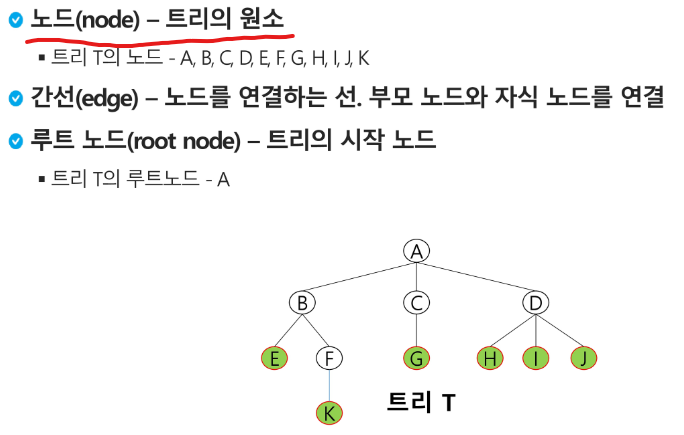 노드(node) – 트리의 원소
트리 T의 노드 - A, B, C, D, E, F, G, H, I, J, K
간선(edge) – 노드를 연결하는 선. 부모 노드와 자식 노드를 연결
루트 노드(root node) – 트리의 시작 노드
트리 T의 루트노드 - A
A
B C D
E F G H I J
K 트리 T